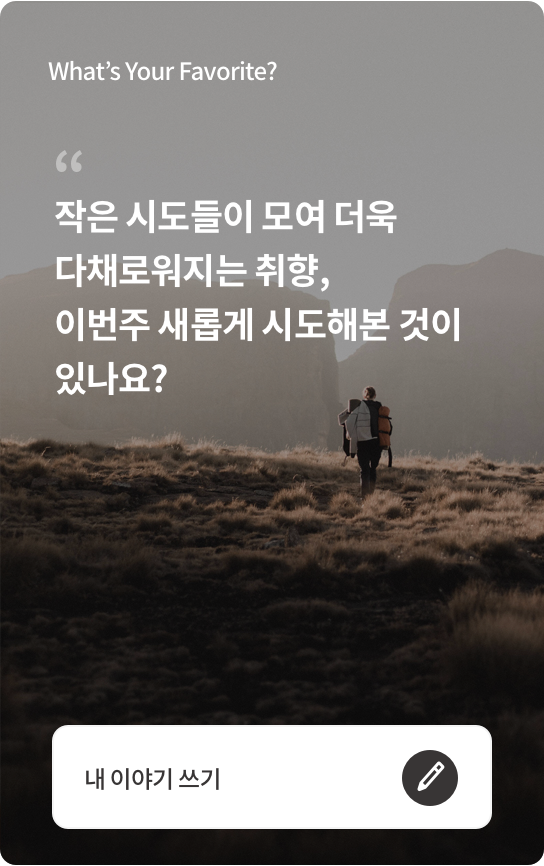 What’s Your Favorite?
“
작은 시도들이 모여 더욱
다채로워지는 취향,
이번주 새롭게 시도해본 것이
있나요?
내 이야기 쓰기